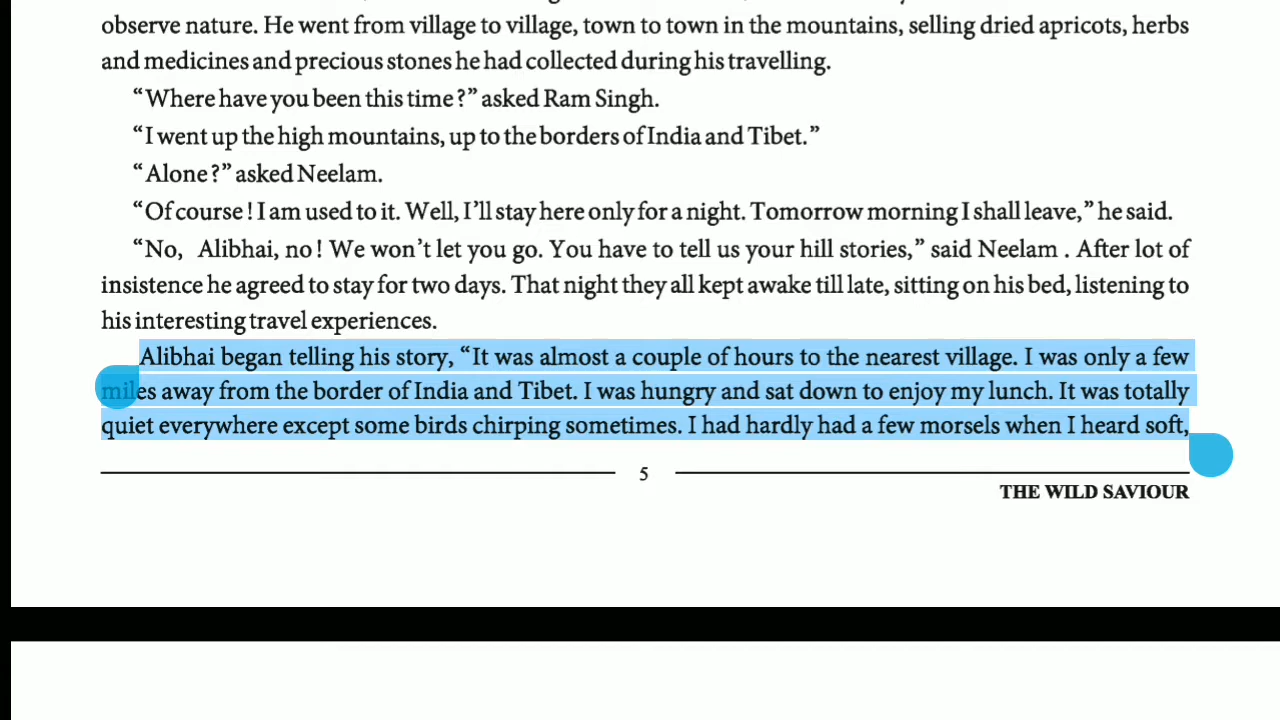 observe nature. He went from village to village, town to town in the mountains, selling dried apricots, herbs
and medicines and precious stones he had collected during his travelling.
“Where have you been this time?” asked Ram Singh.
“I went up the high mountains, up to the borders of India and Tibet.”
“Alone?” asked Neelam.
“Of course! I am used to it. Well, I’ll stay here only for a night. Tomorrow morning I shall leave,” he said.
“No, Alibhai, no! We won’t let you go. You have to tell us your hill stories,” said Neelam . After lot of
insistence he agreed to stay for two days. That night they all kept awake till late, sitting on his bed, listening to
his interesting travel experiences.
Alibhai began telling his story, “It was almost a couple of hours to the nearest village. I was only a few
miles away from the border of India and Tibet. I was hungry and sat down to enjoy my lunch. It was totally
quiet everywhere except some birds chirping sometimes. I had hardly had a few morsels when I heard soft,
5
THE WILD SAVIOUR